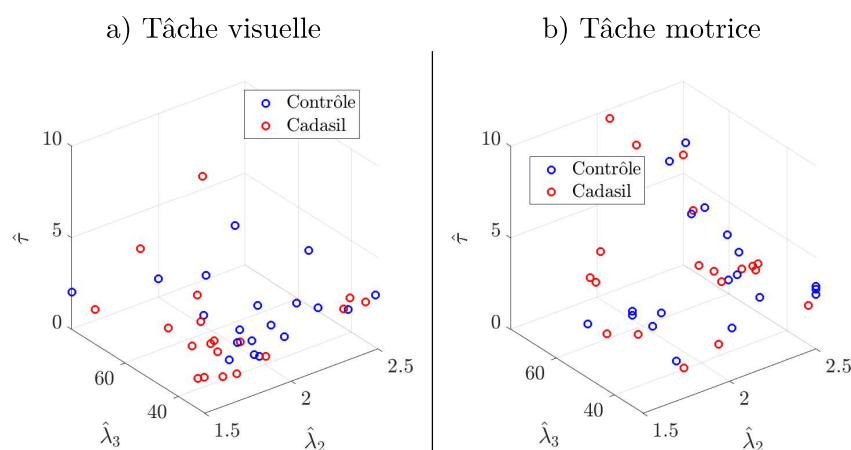 a) Tâche visuelle
b) Tâche motrice
Contrôle
Cadasil
10
5
0
τ̂
60
40
λ̂₃
1.5
2
2.5
λ̂₂
Contrôle
Cadasil
10
5
0
τ̂
60
40
λ̂₃
1.5
2
2.5
λ̂₂